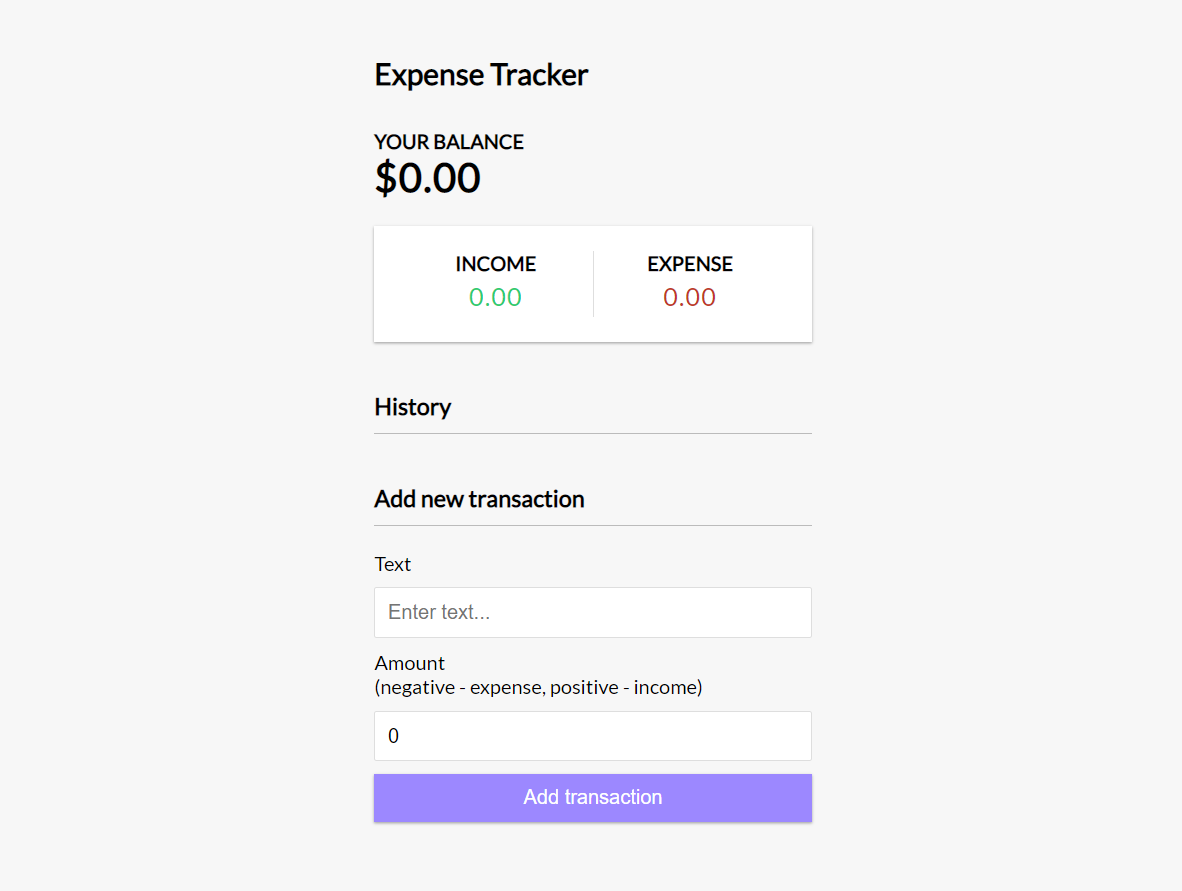 Expense Tracker
YOUR BALANCE
$0.00
INCOME EXPENSE
0.00 0.00
History
Add new transaction
Text
Enter text...
Amount
(negative - expense, positive - income)
0
Add transaction